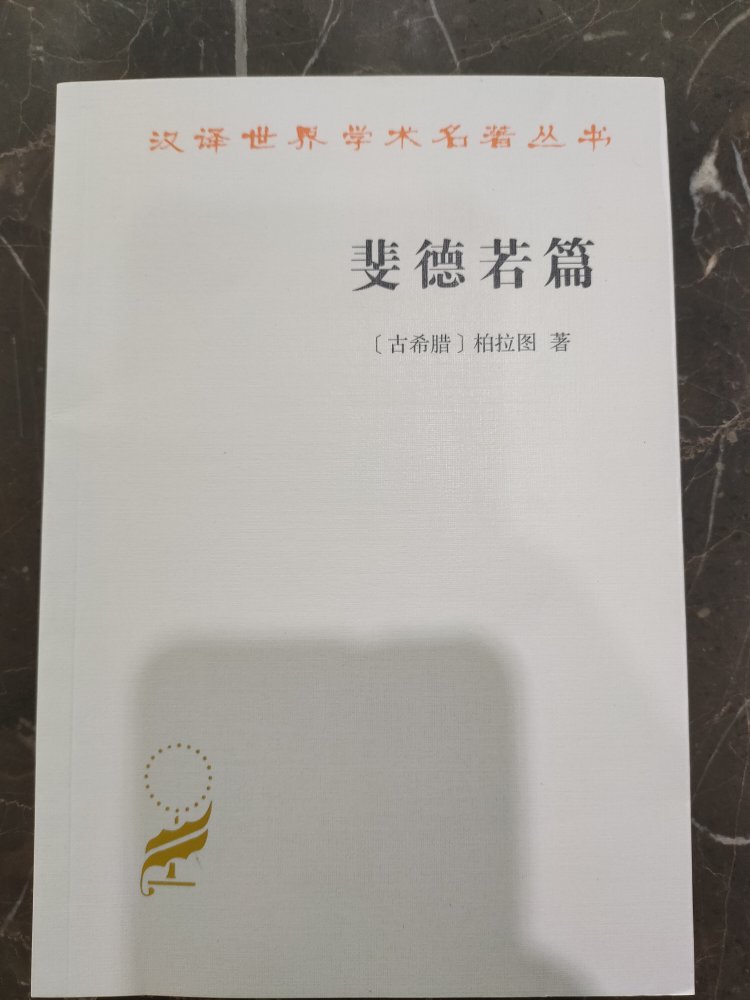 汉译世界学术名著丛书
斐德若篇
〔古希腊〕柏拉图 著